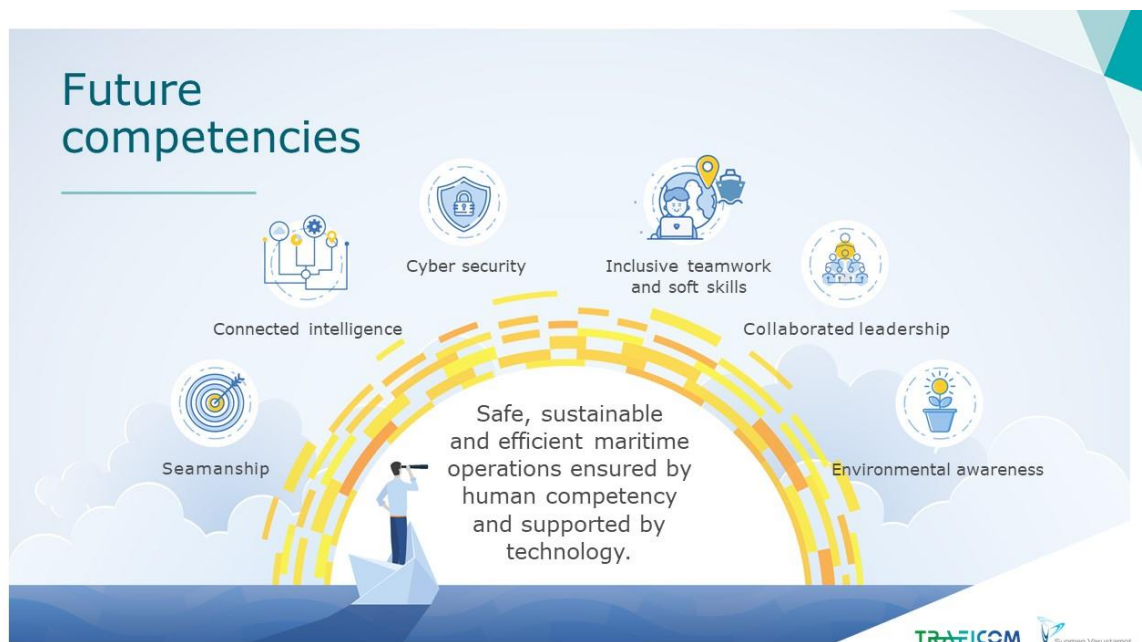 Future
competencies
Cyber security
Inclusive teamwork
and soft skills
Connected intelligence
Collaborated leadership
Seamanship
Environmental awareness
Safe, sustainable
and efficient maritime
operations ensured by
human competency
and supported by
technology.
TRAFICOM